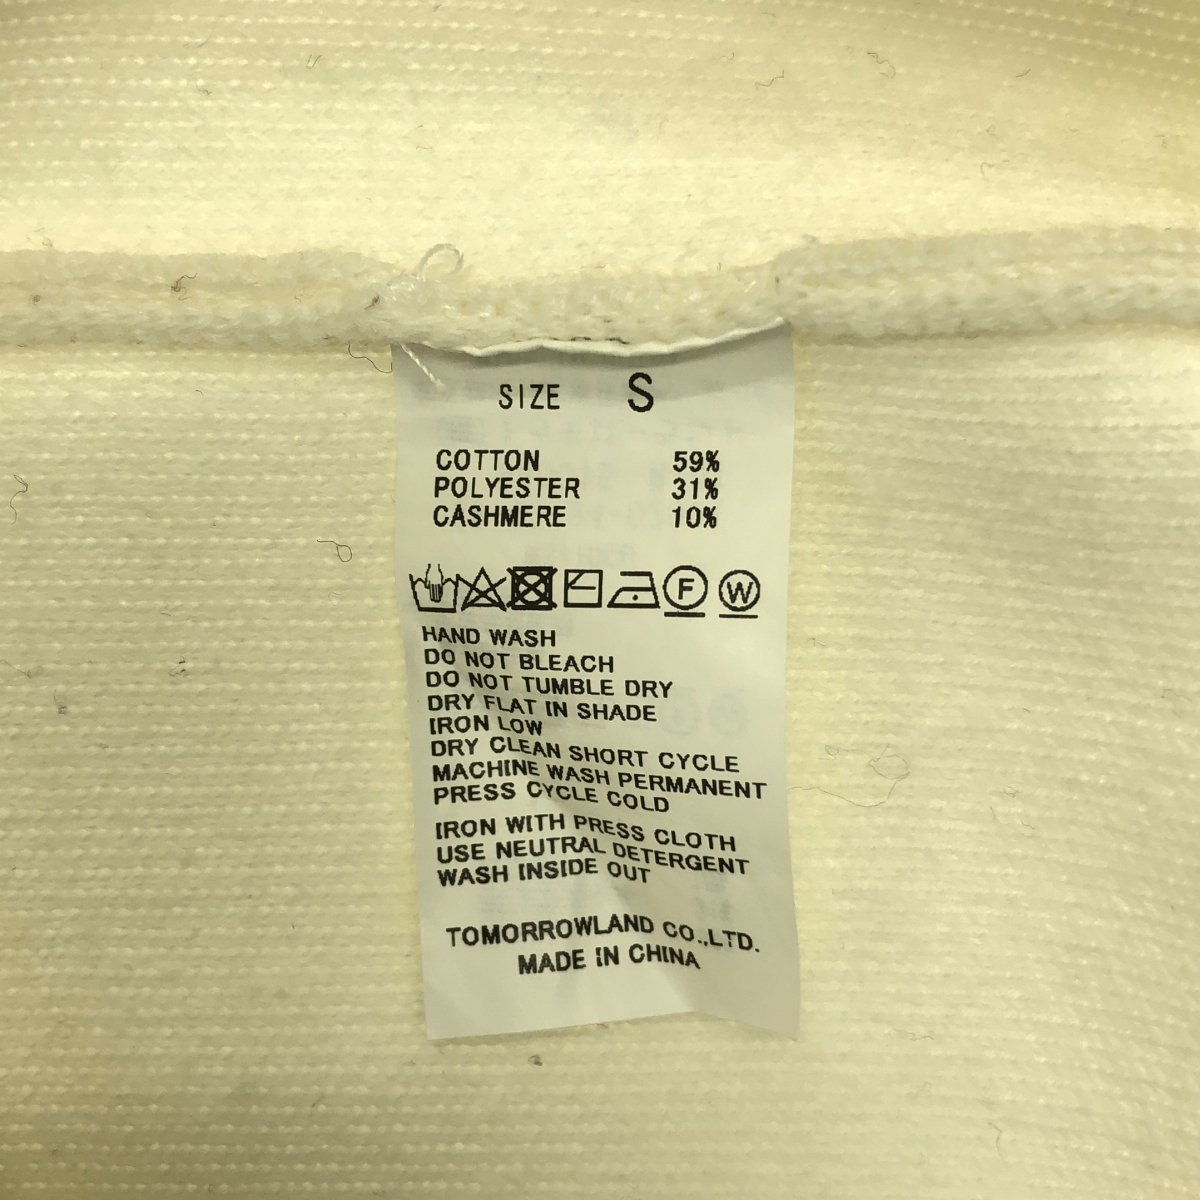 SIZE S
COTTON 59%
POLYESTER 31%
CASHMERE 10%
F W
HAND WASH
DO NOT BLEACH
DO NOT TUMBLE DRY
DRY FLAT IN SHADE
IRON LOW
DRY CLEAN SHORT CYCLE
MACHINE WASH PERMANENT
PRESS CYCLE COLD
IRON WITH PRESS CLOTH
USE NEUTRAL DETERGENT
WASH INSIDE OUT
TOMORROWLAND CO.,LTD.
MADE IN CHINA